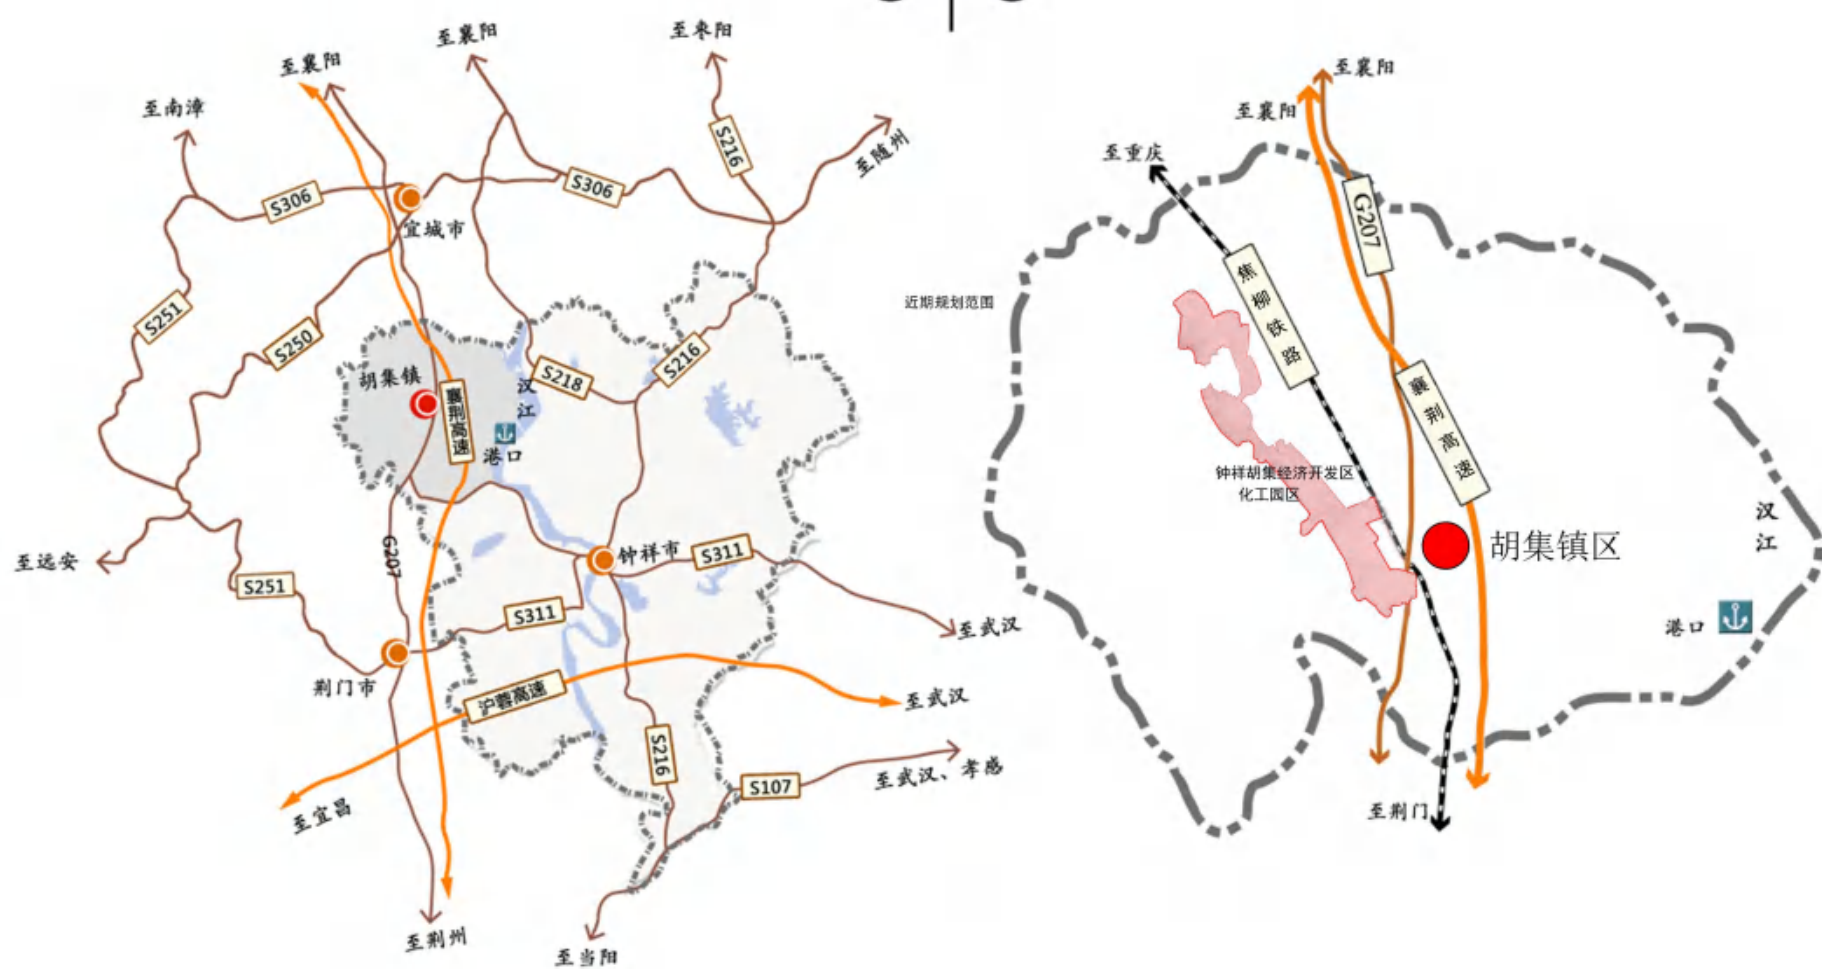 至襄阳
至襄阳
至枣阳
至南漳
至随州
S216
S306
S306
宜城市
S251
S250
S218
S216
胡集镇
襄荆高速
汉江
港口
G207
至远安
S251
钟祥市
S311
S311
至武汉
荆门市
沪蓉高速
至武汉
S216
S107
至武汉、孝感
至宜昌
至荆州
至当阳
至襄阳
至襄阳
至重庆
G207
焦柳铁路
近期规划范围
襄荆高速
钟祥胡集经济开发区
化工园区
胡集镇区
汉江
港口
至荆门